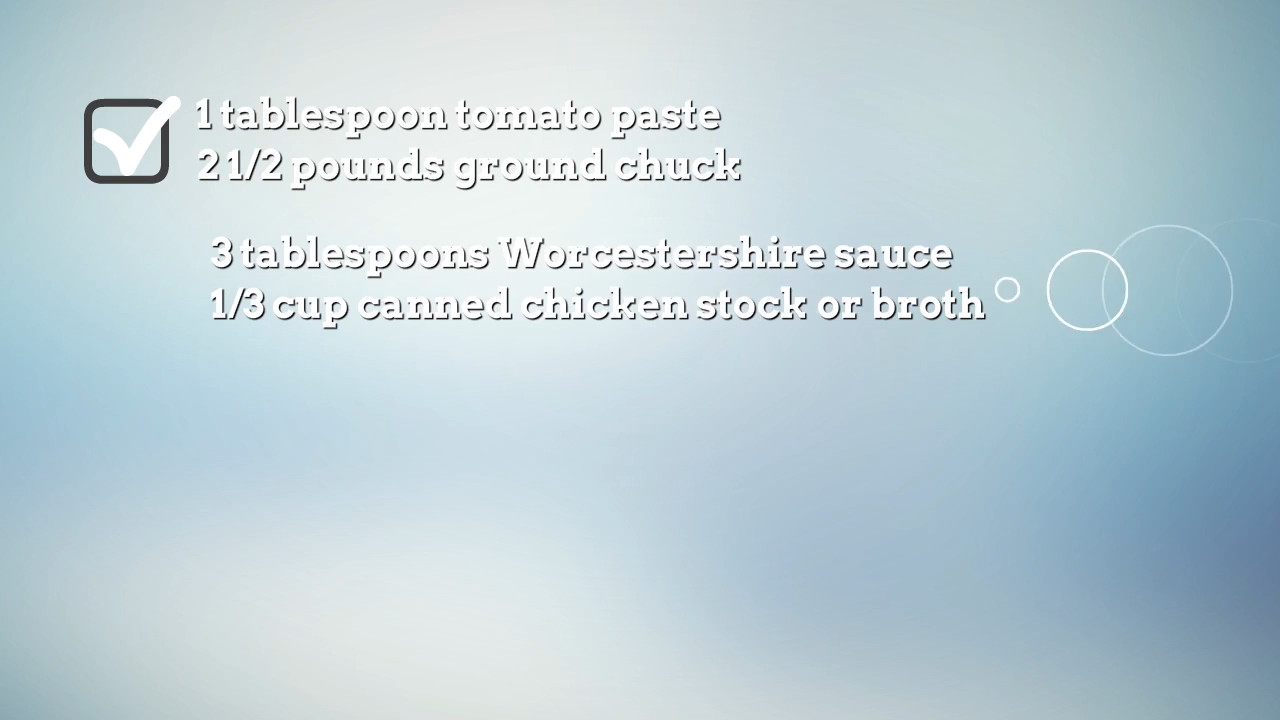 1 tablespoon tomato paste
2 1/2 pounds ground chuck
3 tablespoons Worcestershire sauce
1/3 cup canned chicken stock or broth